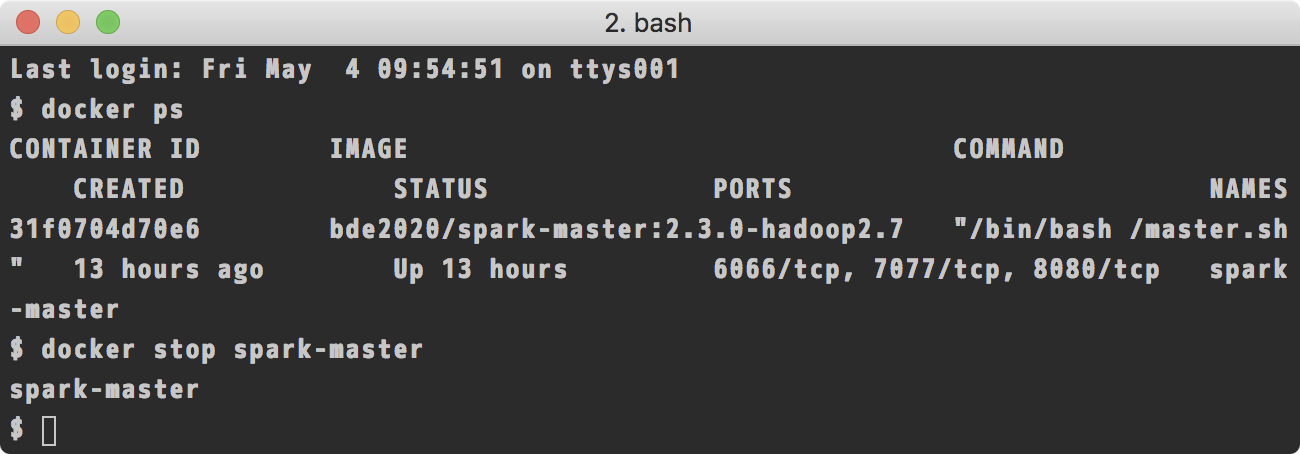 2. bash
Last login: Fri May  4 09:54:51 on ttys001
$ docker ps
CONTAINER ID        IMAGE                                  COMMAND
    CREATED             STATUS              PORTS                          NAMES
31f0704d70e6        bde2020/spark-master:2.3.0-hadoop2.7   "/bin/bash /master.sh
"   13 hours ago        Up 13 hours         6066/tcp, 7077/tcp, 8080/tcp   spark
-master
$ docker stop spark-master
spark-master
$